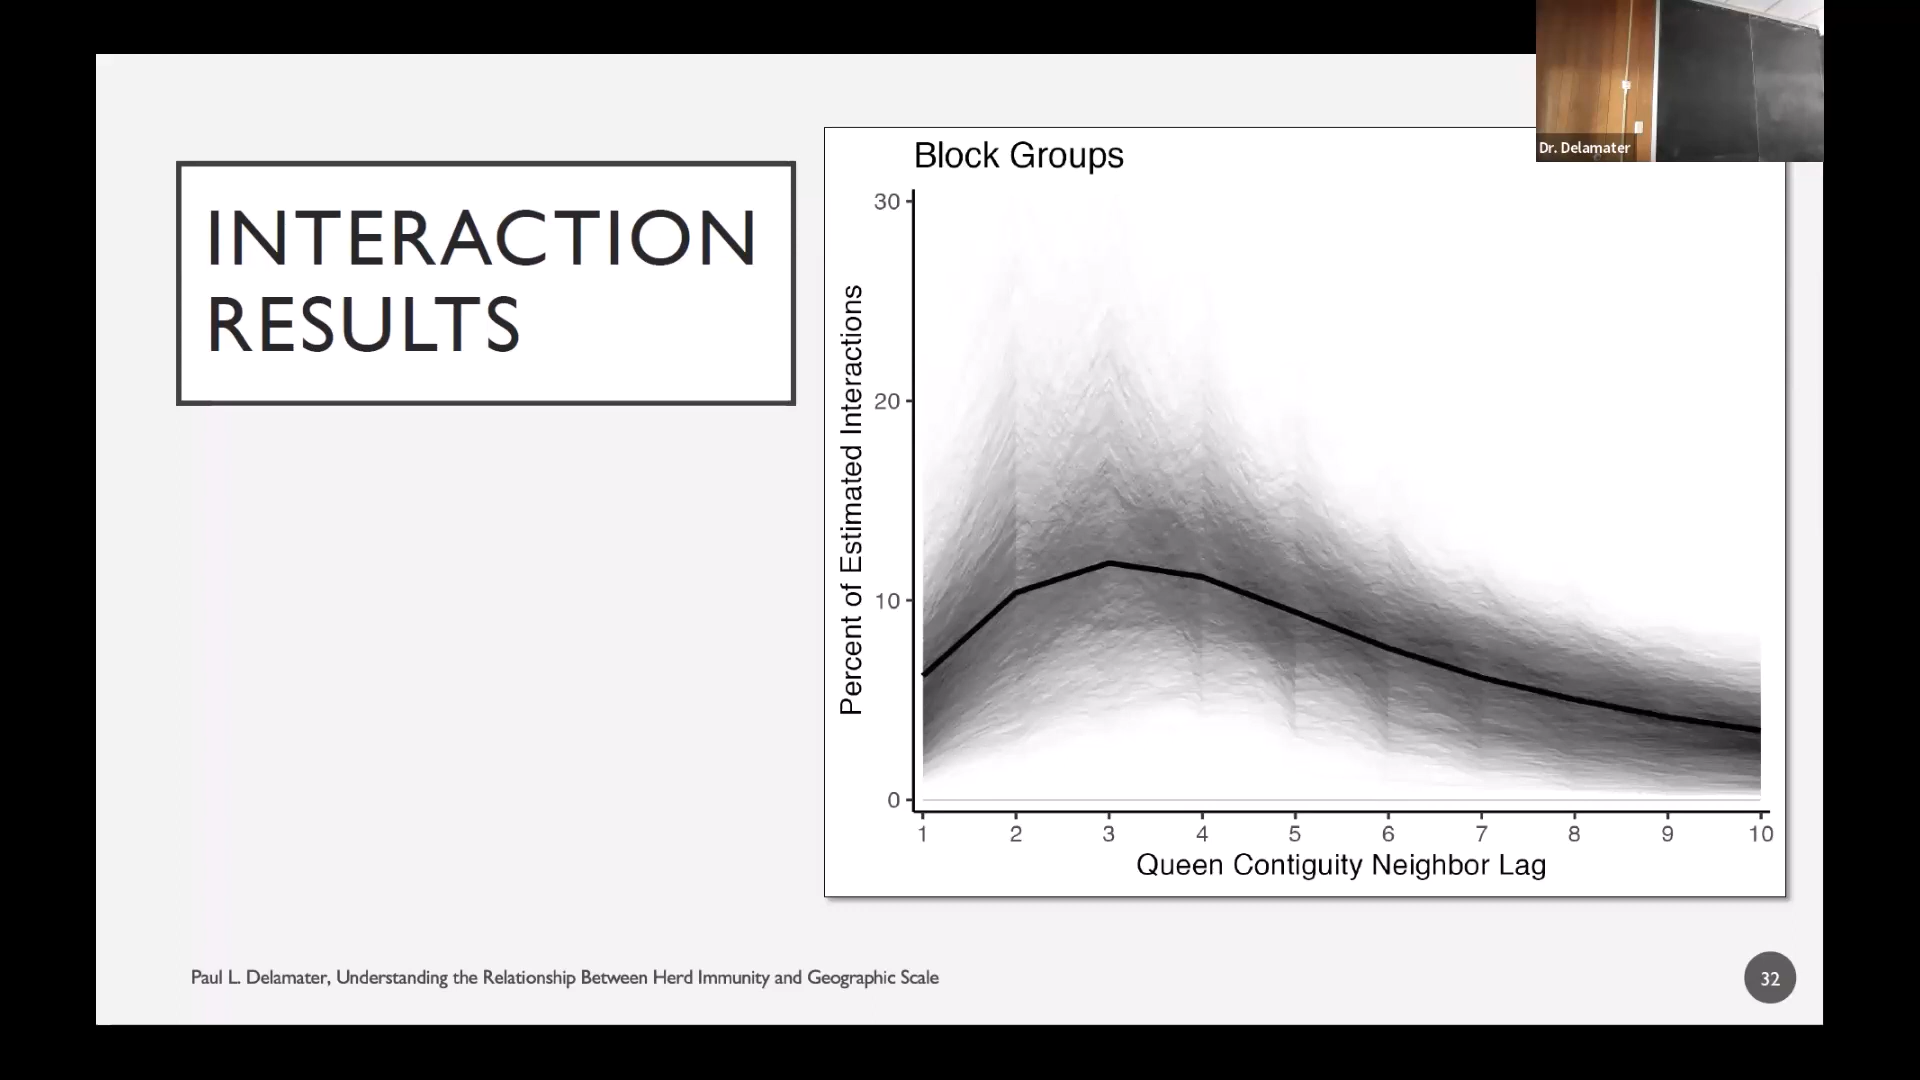 Dr. Delamater
INTERACTION
RESULTS
Block Groups
Percent of Estimated Interactions
30
20
10
0
1 2 3 4 5 6 7 8 9 10
Queen Contiguity Neighbor Lag
Paul L. Delamater, Understanding the Relationship Between Herd Immunity and Geographic Scale
32